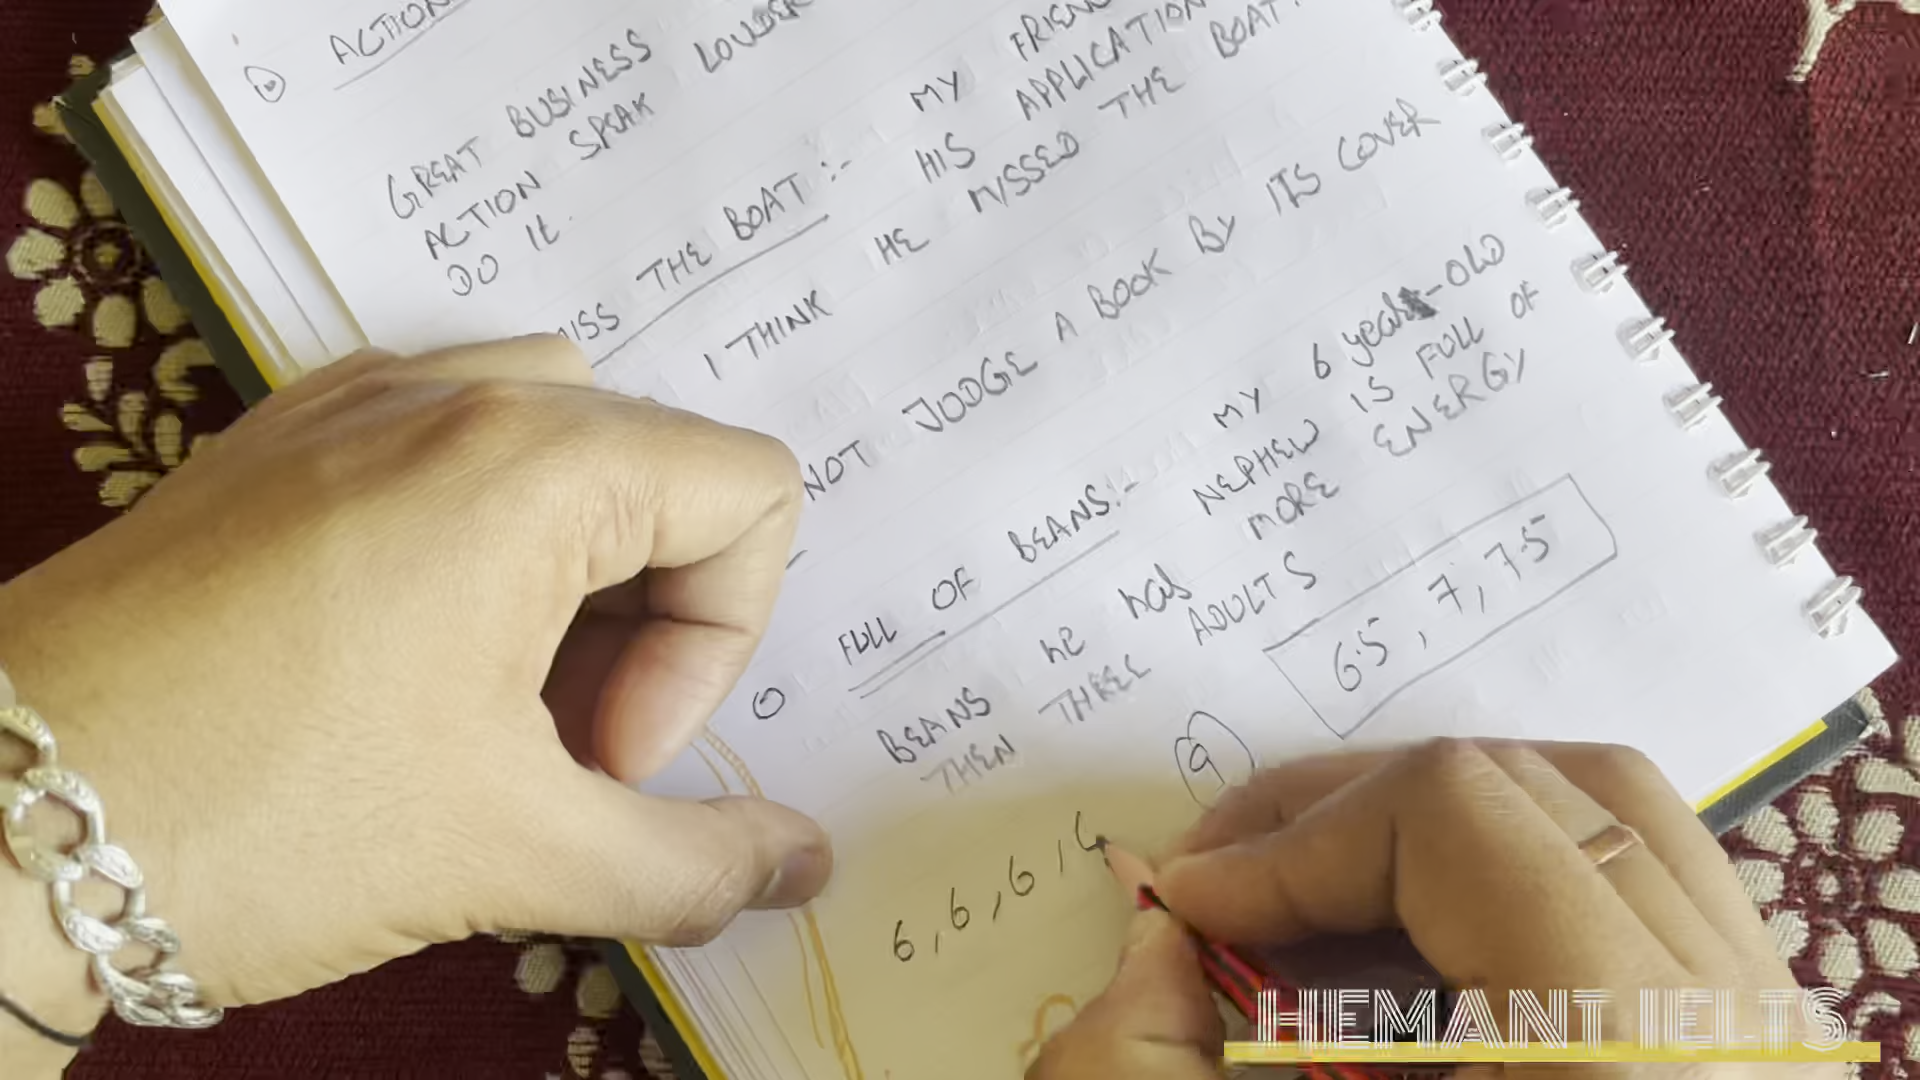 ACTION
GREAT BUSINESS
ACTION SPEAK LOUDER
DO It.
MISS THE BOAT :- MY FRIEND
HIS APPLICATION
I THINK HE MISSED THE BOAT.
NOT JUDGE A BOOK BY ITS COVER
FULL OF BEANS:- MY 6 year-OLD
NEPHEW IS FULL OF
BEANS he has MORE ENERGY
THEN THREE ADULTS
6.5, 7, 7.5
9
6, 6, 6,
HEMANT IELTS